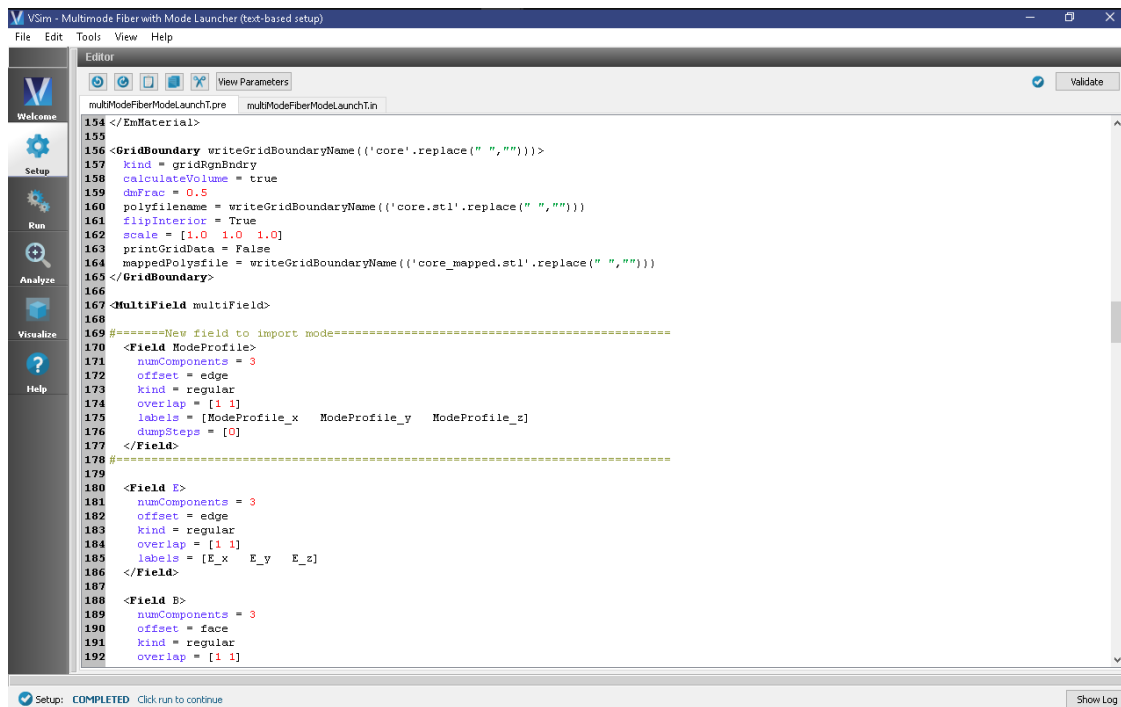 VSim - Multimode Fiber with Mode Launcher (text-based setup)
File Edit Tools View Help
Editor
View Parameters
Validate
multiModeFiberModeLaunchT.pre multiModeFiberModeLaunchT.in
Welcome
Setup
Run
Analyze
Visualize
Help
154 </EmMaterial>
155
156 <GridBoundary writeGridBoundaryName(('core'.replace(" ","")))>
157 kind = gridRgnBndry
158 calculateVolume = true
159 dmFrac = 0.5
160 polyfilename = writeGridBoundaryName(('core.stl'.replace(" ","")))
161 flipInterior = True
162 scale = [1.0 1.0 1.0]
163 printGridData = False
164 mappedPolysfile = writeGridBoundaryName(('core_mapped.stl'.replace(" ","")))
165 </GridBoundary>
166
167 <MultiField multiField>
168
169 #=======New field to import mode================================================
170 <Field ModeProfile>
171 numComponents = 3
172 offset = edge
173 kind = regular
174 overlap = [1 1]
175 labels = [ModeProfile_x ModeProfile_y ModeProfile_z]
176 dumpSteps = [0]
177 </Field>
178 #===============================================================================
179
180 <Field E>
181 numComponents = 3
182 offset = edge
183 kind = regular
184 overlap = [1 1]
185 labels = [E_x E_y E_z]
186 </Field>
187
188 <Field B>
189 numComponents = 3
190 offset = face
191 kind = regular
192 overlap = [1 1]
Setup: COMPLETED Click run to continue
Show Log